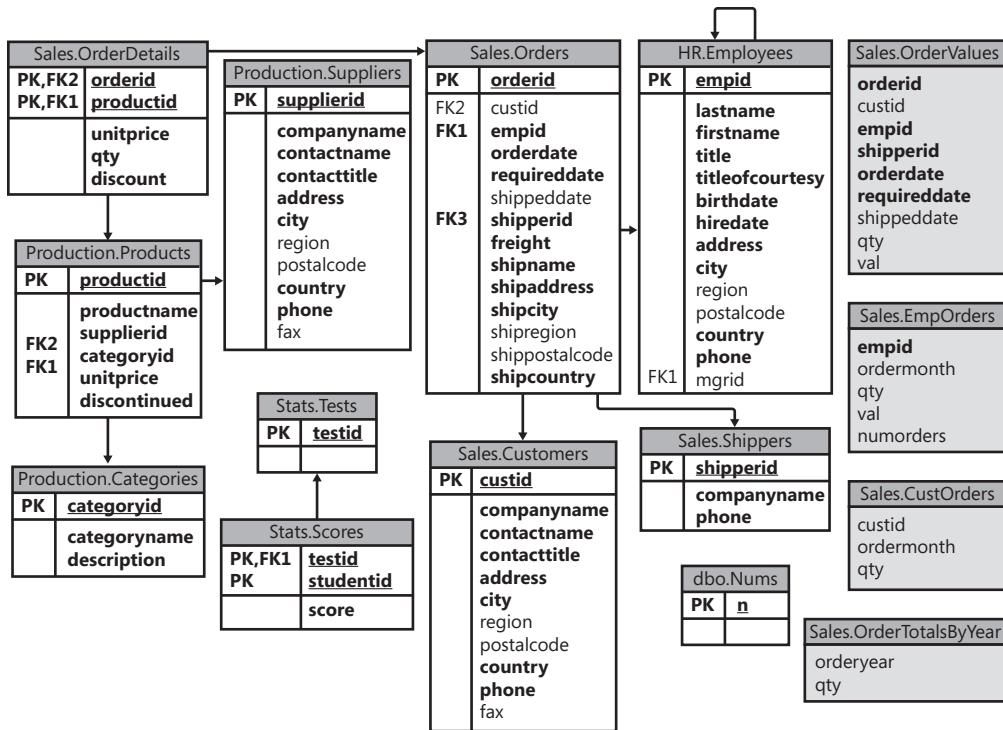 Sales.OrderDetails
PK,FK2 orderid
PK,FK1 productid
unitprice
qty
discount
Production.Suppliers
PK supplierid
companyname
contactname
contacttitle
address
city
region
postalcode
country
phone
fax
Sales.Orders
PK orderid
FK2 custid
FK1 empid
orderdate
requireddate
shippeddate
FK3 shipperid
freight
shipname
shipaddress
shipcity
shipregion
shippostalcode
shipcountry
HR.Employees
PK empid
lastname
firstname
title
titleofcourtesy
birthdate
hiredate
address
city
region
postalcode
country
phone
FK1 mgrid
Sales.OrderValues
orderid
custid
empid
shipperid
orderdate
requireddate
shippeddate
qty
val
Production.Products
PK productid
productname
FK2 supplierid
FK1 categoryid
unitprice
discontinued
Sales.EmpOrders
empid
ordermonth
qty
val
numorders
Stats.Tests
PK testid
Production.Categories
PK categoryid
categoryname
description
Stats.Scores
PK,FK1 testid
PK studentid
score
Sales.Customers
PK custid
companyname
contactname
contacttitle
address
city
region
postalcode
country
phone
fax
Sales.Shippers
PK shipperid
companyname
phone
Sales.CustOrders
custid
ordermonth
qty
dbo.Nums
PK n
Sales.OrderTotalsByYear
orderyear
qty